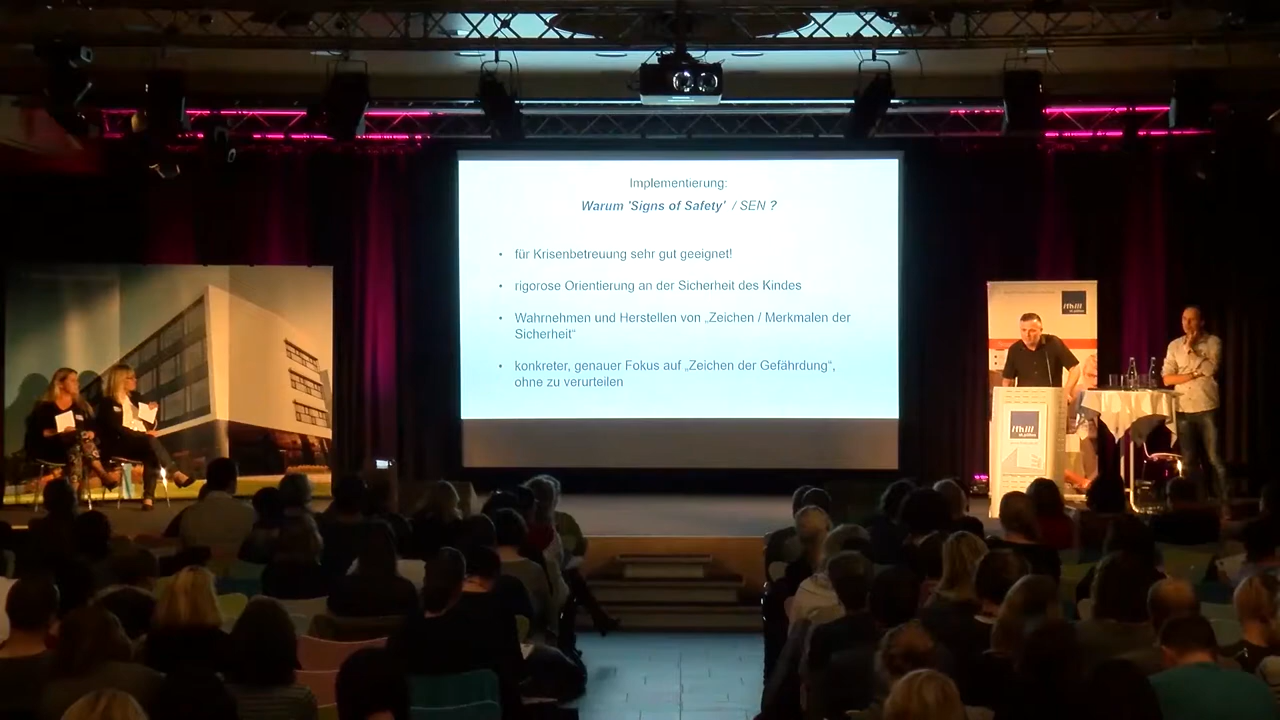 Implementierung:
Warum 'Signs of Safety' / SEN ?
• für Krisenbetreuung sehr gut geeignet!
• rigorose Orientierung an der Sicherheit des Kindes
• Wahrnehmen und Herstellen von „Zeichen / Merkmalen der
Sicherheit“
• konkreter, genauer Fokus auf „Zeichen der Gefährdung“,
ohne zu verurteilen